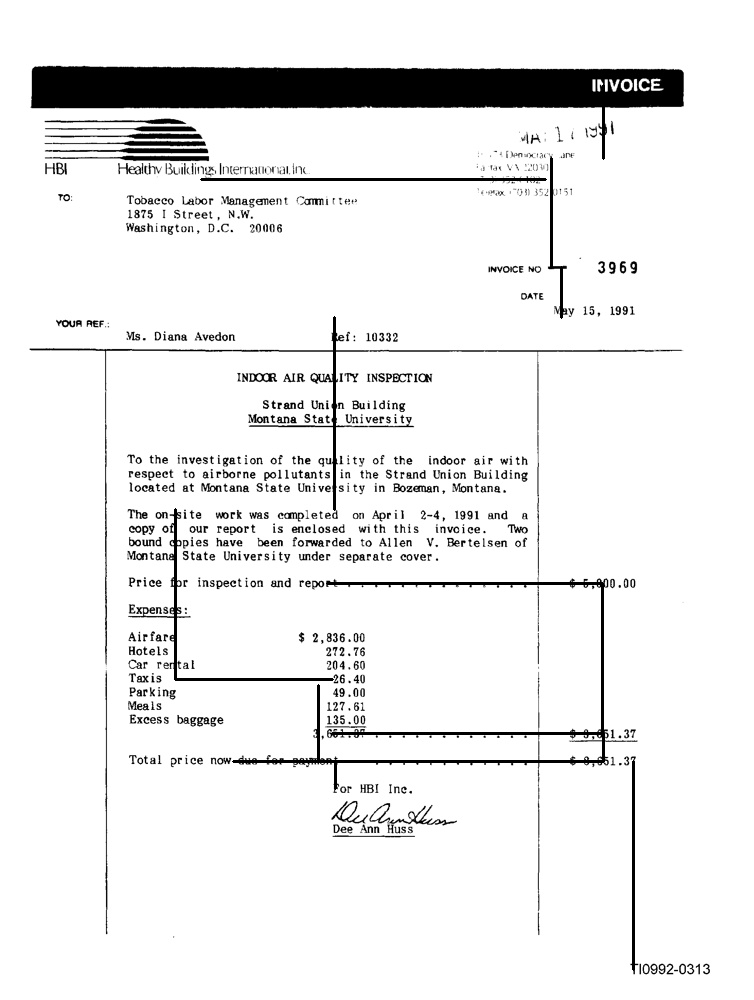 INVOICE
1991
HBI
Healthy Buildings International, Inc.
Democracy Lane
Fairfax VA 22030
Telefax (703) 352 0151
TO:
Tobacco Labor Management Committee
1875 I Street, N.W.
Washington, D.C. 20006
INVOICE NO 3969
DATE
May 15, 1991
YOUR REF.:
Ms. Diana Avedon Ref: 10332
INDOOR AIR QUALITY INSPECTION
Strand Union Building
Montana State University
To the investigation of the quality of the indoor air with
respect to airborne pollutants in the Strand Union Building
located at Montana State University in Bozeman, Montana.
The on-site work was completed on April 2-4, 1991 and a
copy of our report is enclosed with this invoice. Two
bound copies have been forwarded to Allen V. Bertelsen of
Montana State University under separate cover.
Price for inspection and report . . . . . . . . . . . . $ 5,000.00
Expenses:
Airfare $ 2,836.00
Hotels 272.76
Car rental 204.60
Taxis 26.40
Parking 49.00
Meals 127.61
Excess baggage 135.00
3,651.37 . . . . . . . . . . $ 3,651.37
Total price now due for payment . . . . . . . . . . . . $ 8,651.37
For HBI Inc.
Dee Ann Huss
Dee Ann Huss
TI0992-0313